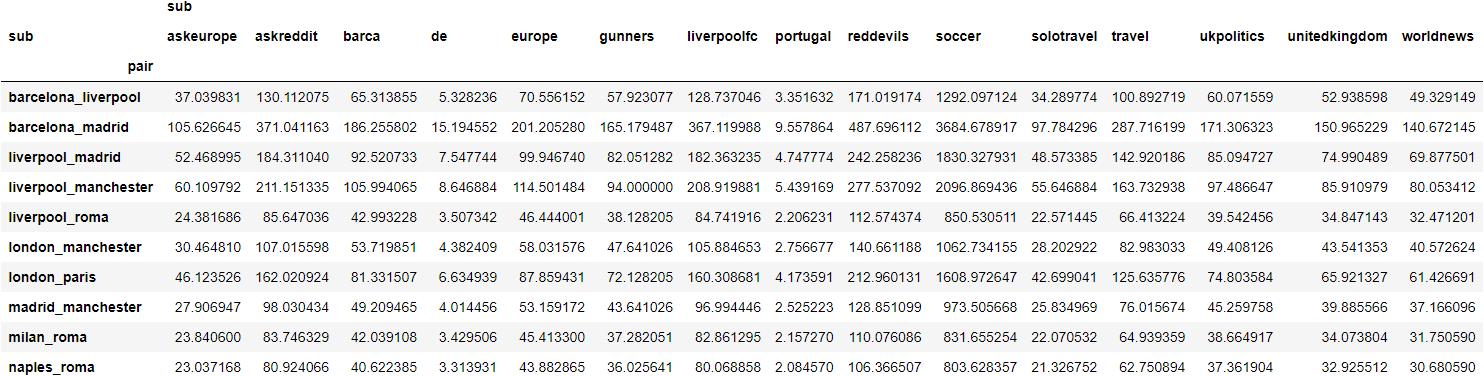 sub
sub askeurope askreddit barca de europe gunners liverpoolfc portugal reddevils soccer solotravel travel ukpolitics unitedkingdom worldnews
pair
barcelona_liverpool 37.039831 130.112075 65.313855 5.328236 70.556152 57.923077 128.737046 3.351632 171.019174 1292.097124 34.289774 100.892719 60.071559 52.938598 49.329149
barcelona_madrid 105.626645 371.041163 186.255802 15.194552 201.205280 165.179487 367.119988 9.557864 487.696112 3684.678917 97.784296 287.716199 171.306323 150.965229 140.672145
liverpool_madrid 52.468995 184.311040 92.520733 7.547744 99.946740 82.051282 182.363235 4.747774 242.258236 1830.327931 48.573385 142.920186 85.094727 74.990489 69.877501
liverpool_manchester 60.109792 211.151335 105.994065 8.646884 114.501484 94.000000 208.919881 5.439169 277.537092 2096.869436 55.646884 163.732938 97.486647 85.910979 80.053412
liverpool_roma 24.381686 85.647036 42.993228 3.507342 46.444001 38.128205 84.741916 2.206231 112.574374 850.530511 22.571445 66.413224 39.542456 34.847143 32.471201
london_manchester 30.464810 107.015598 53.719851 4.382409 58.031576 47.641026 105.884653 2.756677 140.661188 1062.734155 28.202922 82.983033 49.408126 43.541353 40.572624
london_paris 46.123526 162.020924 81.331507 6.634939 87.859431 72.128205 160.308681 4.173591 212.960131 1608.972647 42.699041 125.635776 74.803584 65.921327 61.426691
madrid_manchester 27.906947 98.030434 49.209465 4.014456 53.159172 43.641026 96.994446 2.525223 128.851099 973.505668 25.834969 76.015674 45.259758 39.885566 37.166096
milan_roma 23.840600 83.746329 42.039108 3.429506 45.413300 37.282051 82.861295 2.157270 110.076086 831.655254 22.070532 64.939359 38.664917 34.073804 31.750590
naples_roma 23.037168 80.924066 40.622385 3.313931 43.882865 36.025641 80.068858 2.084570 106.366507 803.628357 21.326752 62.750894 37.361904 32.925512 30.680590